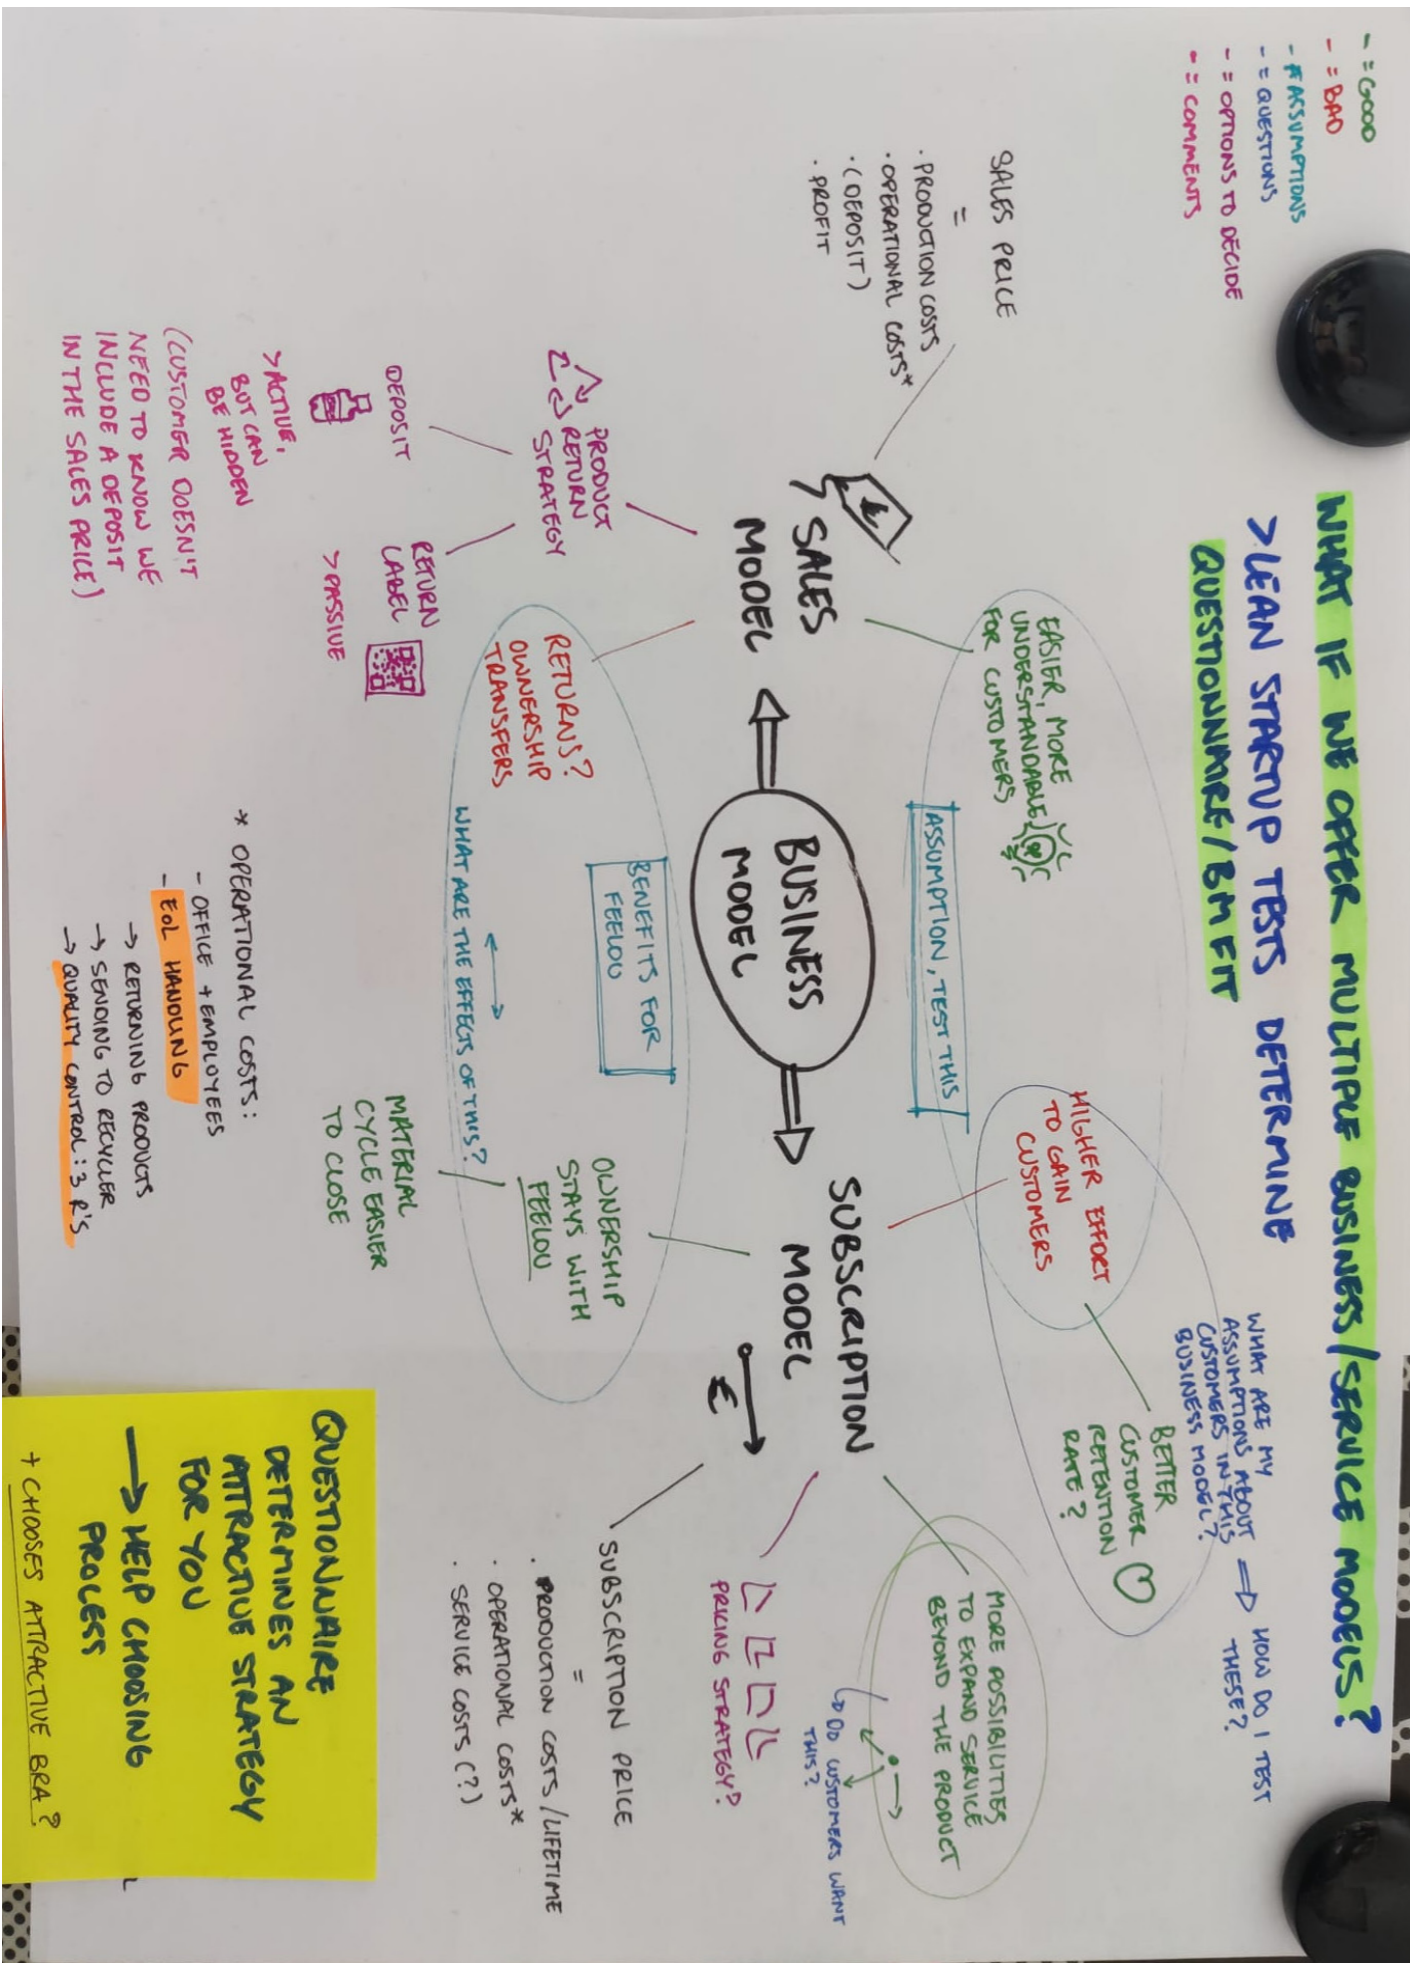 - = GOOD
- = BAD
- # ASSUMPTIONS
- = QUESTIONS
- = OPTIONS TO DECIDE
- = COMMENTS
WHAT IF WE OFFER MULTIPLE BUSINESS/SERVICE MODELS?
>LEAN STARTUP TESTS DETERMINE
QUESTIONNAIRE/BM FIT
WHAT ARE MY
ASSUMPTIONS ABOUT
CUSTOMERS IN THIS
BUSINESS MODEL?
HOW DO I TEST
THESE?
SALES PRICE
=
· PRODUCTION COSTS
· OPERATIONAL COSTS*
· (DEPOSIT)
· PROFIT
EASIER, MORE
UNDERSTANDABLE
FOR CUSTOMERS
ASSUMPTION, TEST THIS
HIGHER EFFORT
TO GAIN
CUSTOMERS
BETTER
CUSTOMER
RETENTION
RATE?
MORE POSSIBILITIES
TO EXPAND SERVICE
BEYOND THE PRODUCT
DO CUSTOMERS WANT
THIS?
€
SALES
MODEL
BUSINESS
MODEL
SUBSCRIPTION
MODEL
€
PRICING STRATEGY?
PRODUCT
RETURN
STRATEGY
DEPOSIT
>ACTIVE,
BUT CAN
BE HIDDEN
(CUSTOMER DOESN'T
NEED TO KNOW WE
INCLUDE A DEPOSIT
IN THE SALES PRICE)
RETURN
LABEL
>PASSIVE
RETURNS?
OWNERSHIP
TRANSFERS
BENEFITS FOR
FEELOU
WHAT ARE THE EFFECTS OF THIS?
OWNERSHIP
STAYS WITH
FEELOU
MATERIAL
CYCLE EASIER
TO CLOSE
SUBSCRIPTION PRICE
=
· PRODUCTION COSTS/LIFETIME
· OPERATIONAL COSTS*
· SERVICE COSTS (?)
* OPERATIONAL COSTS:
- OFFICE + EMPLOYEES
- EOL HANDLING
→ RETURNING PRODUCTS
→ SENDING TO RECYCLER
→ QUALITY CONTROL: 3 R'S
QUESTIONNAIRE
DETERMINES AN
ATTRACTIVE STRATEGY
FOR YOU
→ HELP CHOOSING
PROCESS
+ CHOOSES ATTRACTIVE BRA?